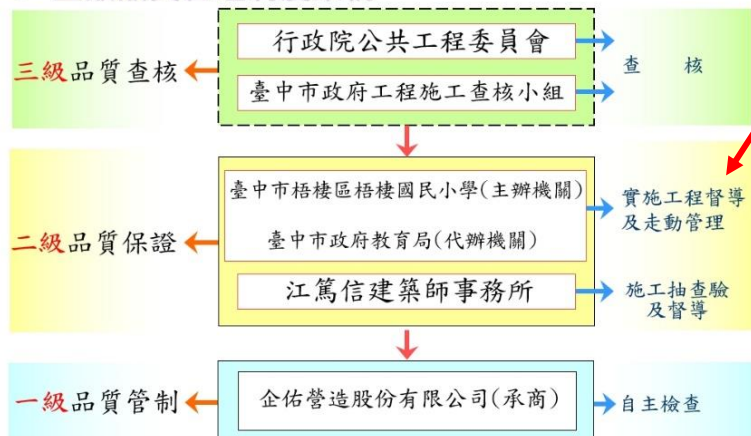 行政院公共工程委員會
三級品質查核
查 核
臺中市政府工程施工查核小組
臺中市梧棲區梧棲國民小學(主辦機關)
實施工程督導
及走動管理
二級品質保證
臺中市政府教育局(代辦機關)
江篤信建築師事務所
施工抽查驗
及督導
一級品質管制
企佑營造股份有限公司(承商)
自主檢查